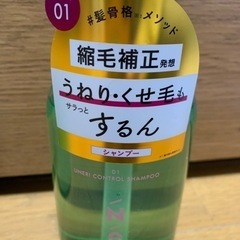 01
#髪骨格※メソッド
縮毛補正発想
うねり・くせ毛も
サラっと
するん
シャンプー
01
UNERI CONTROL SHAMPOO